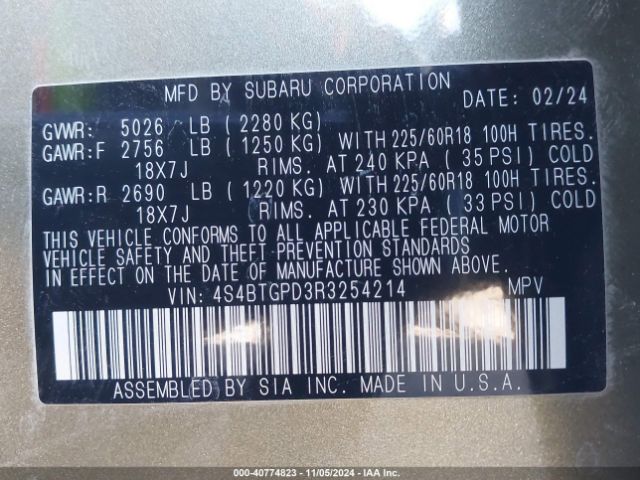 MFD BY SUBARU CORPORATION
DATE: 02/24
GVWR: 5026 LB (2280 KG)
GAWR:F 2756 LB (1250 KG) WITH 225/60R18 100H TIRES.
18X7J RIMS. AT 240 KPA (35 PSI) COLD
GAWR:R 2690 LB (1220 KG) WITH 225/60R18 100H TIRES.
18X7J RIMS. AT 230 KPA (33 PSI) COLD
THIS VEHICLE CONFORMS TO ALL APPLICABLE FEDERAL MOTOR
VEHICLE SAFETY AND THEFT PREVENTION STANDARDS
IN EFFECT ON THE DATE OF MANUFACTURE SHOWN ABOVE.
VIN: 4S4BTGPD3R3254214 MPV
ASSEMBLED BY SIA INC. MADE IN U.S.A.
000-40774823 - 11/05/2024 - IAA Inc.